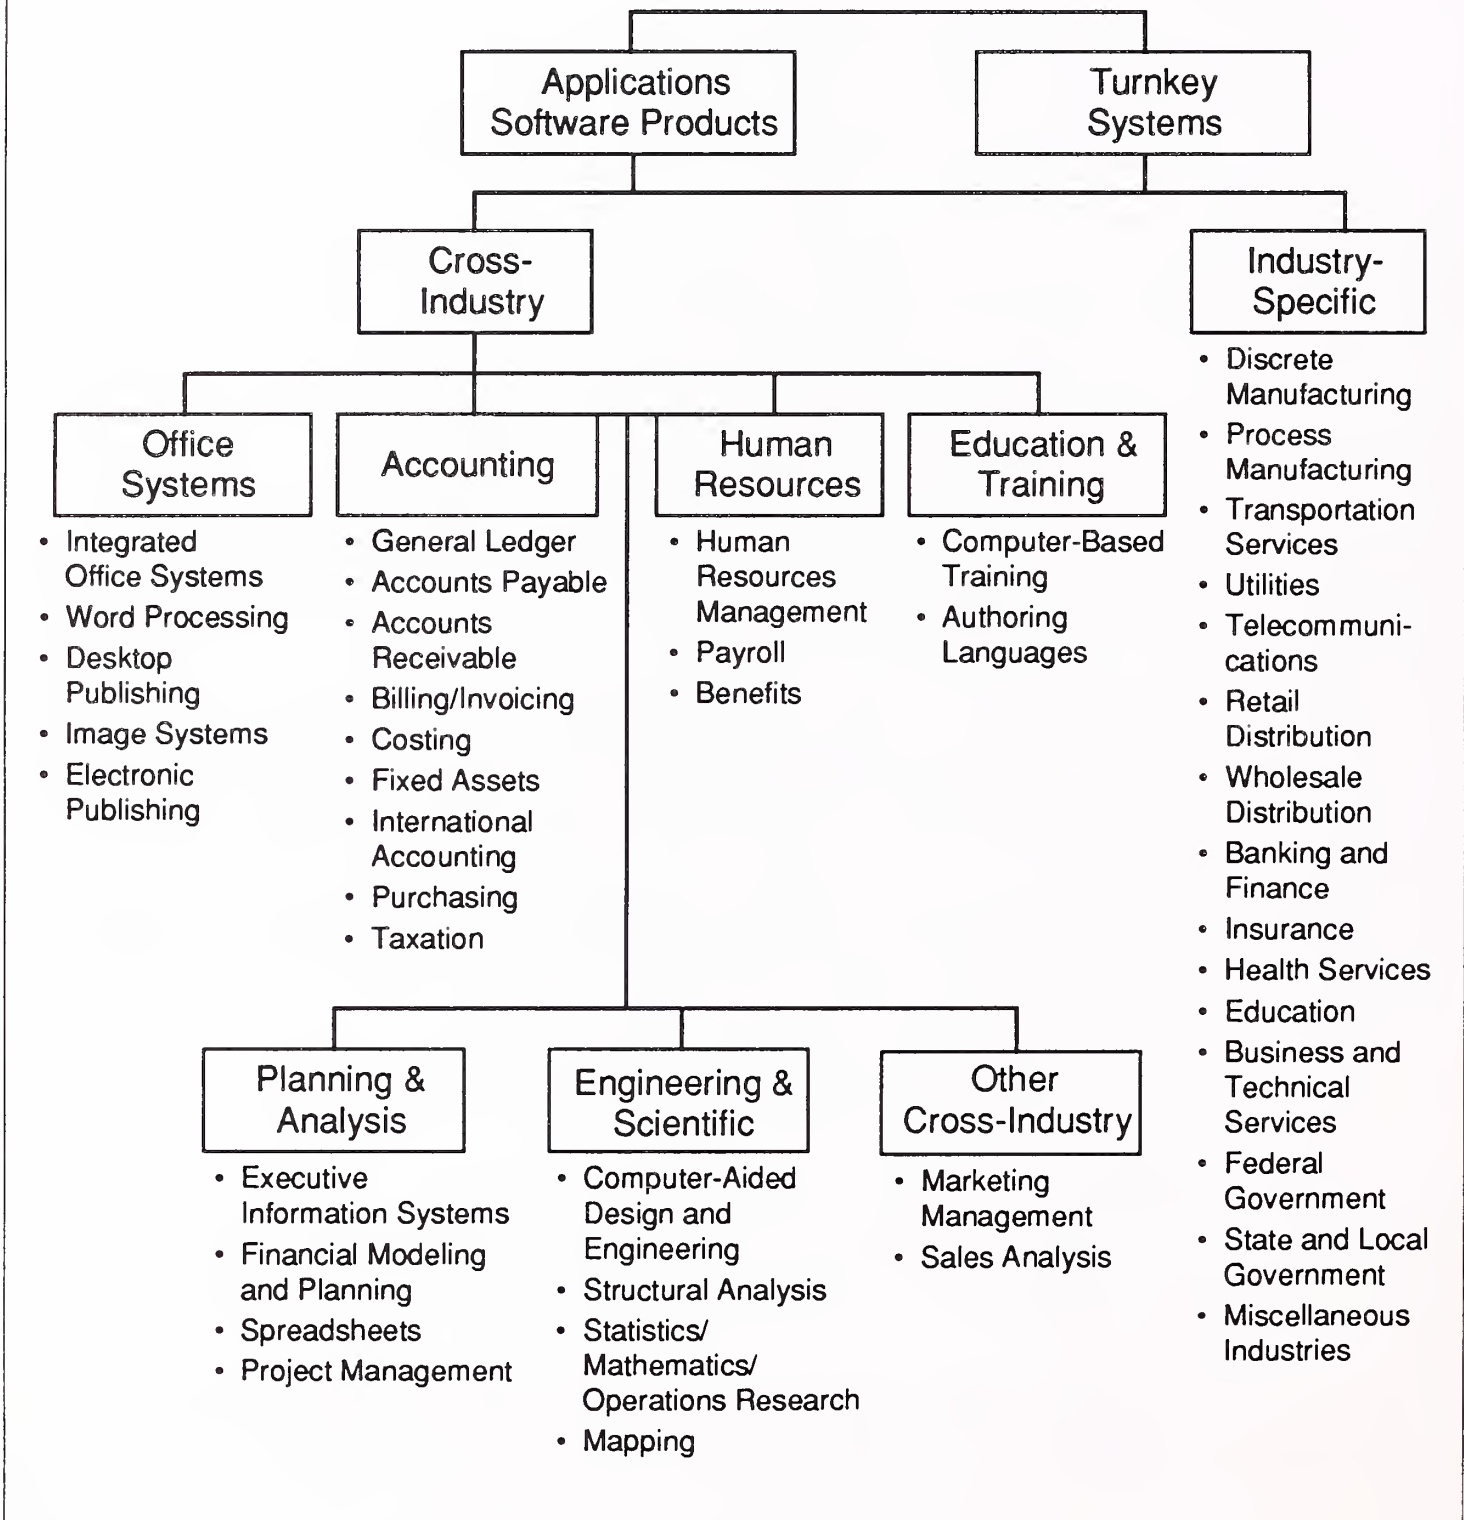 Applications
Software Products
Turnkey
Systems
Cross-
Industry
Industry-
Specific
• Discrete
Manufacturing
• Process
Manufacturing
• Transportation
Services
• Utilities
• Telecommuni-
cations
• Retail
Distribution
• Wholesale
Distribution
• Banking and
Finance
• Insurance
• Health Services
• Education
• Business and
Technical
Services
• Federal
Government
• State and Local
Government
• Miscellaneous
Industries
Office
Systems
• Integrated
Office Systems
• Word Processing
• Desktop
Publishing
• Image Systems
• Electronic
Publishing
Accounting
• General Ledger
• Accounts Payable
• Accounts
Receivable
• Billing/Invoicing
• Costing
• Fixed Assets
• International
Accounting
• Purchasing
• Taxation
Human
Resources
• Human
Resources
Management
• Payroll
• Benefits
Education &
Training
• Computer-Based
Training
• Authoring
Languages
Planning &
Analysis
• Executive
Information Systems
• Financial Modeling
and Planning
• Spreadsheets
• Project Management
Engineering &
Scientific
• Computer-Aided
Design and
Engineering
• Structural Analysis
• Statistics/
Mathematics/
Operations Research
• Mapping
Other
Cross-Industry
• Marketing
Management
• Sales Analysis